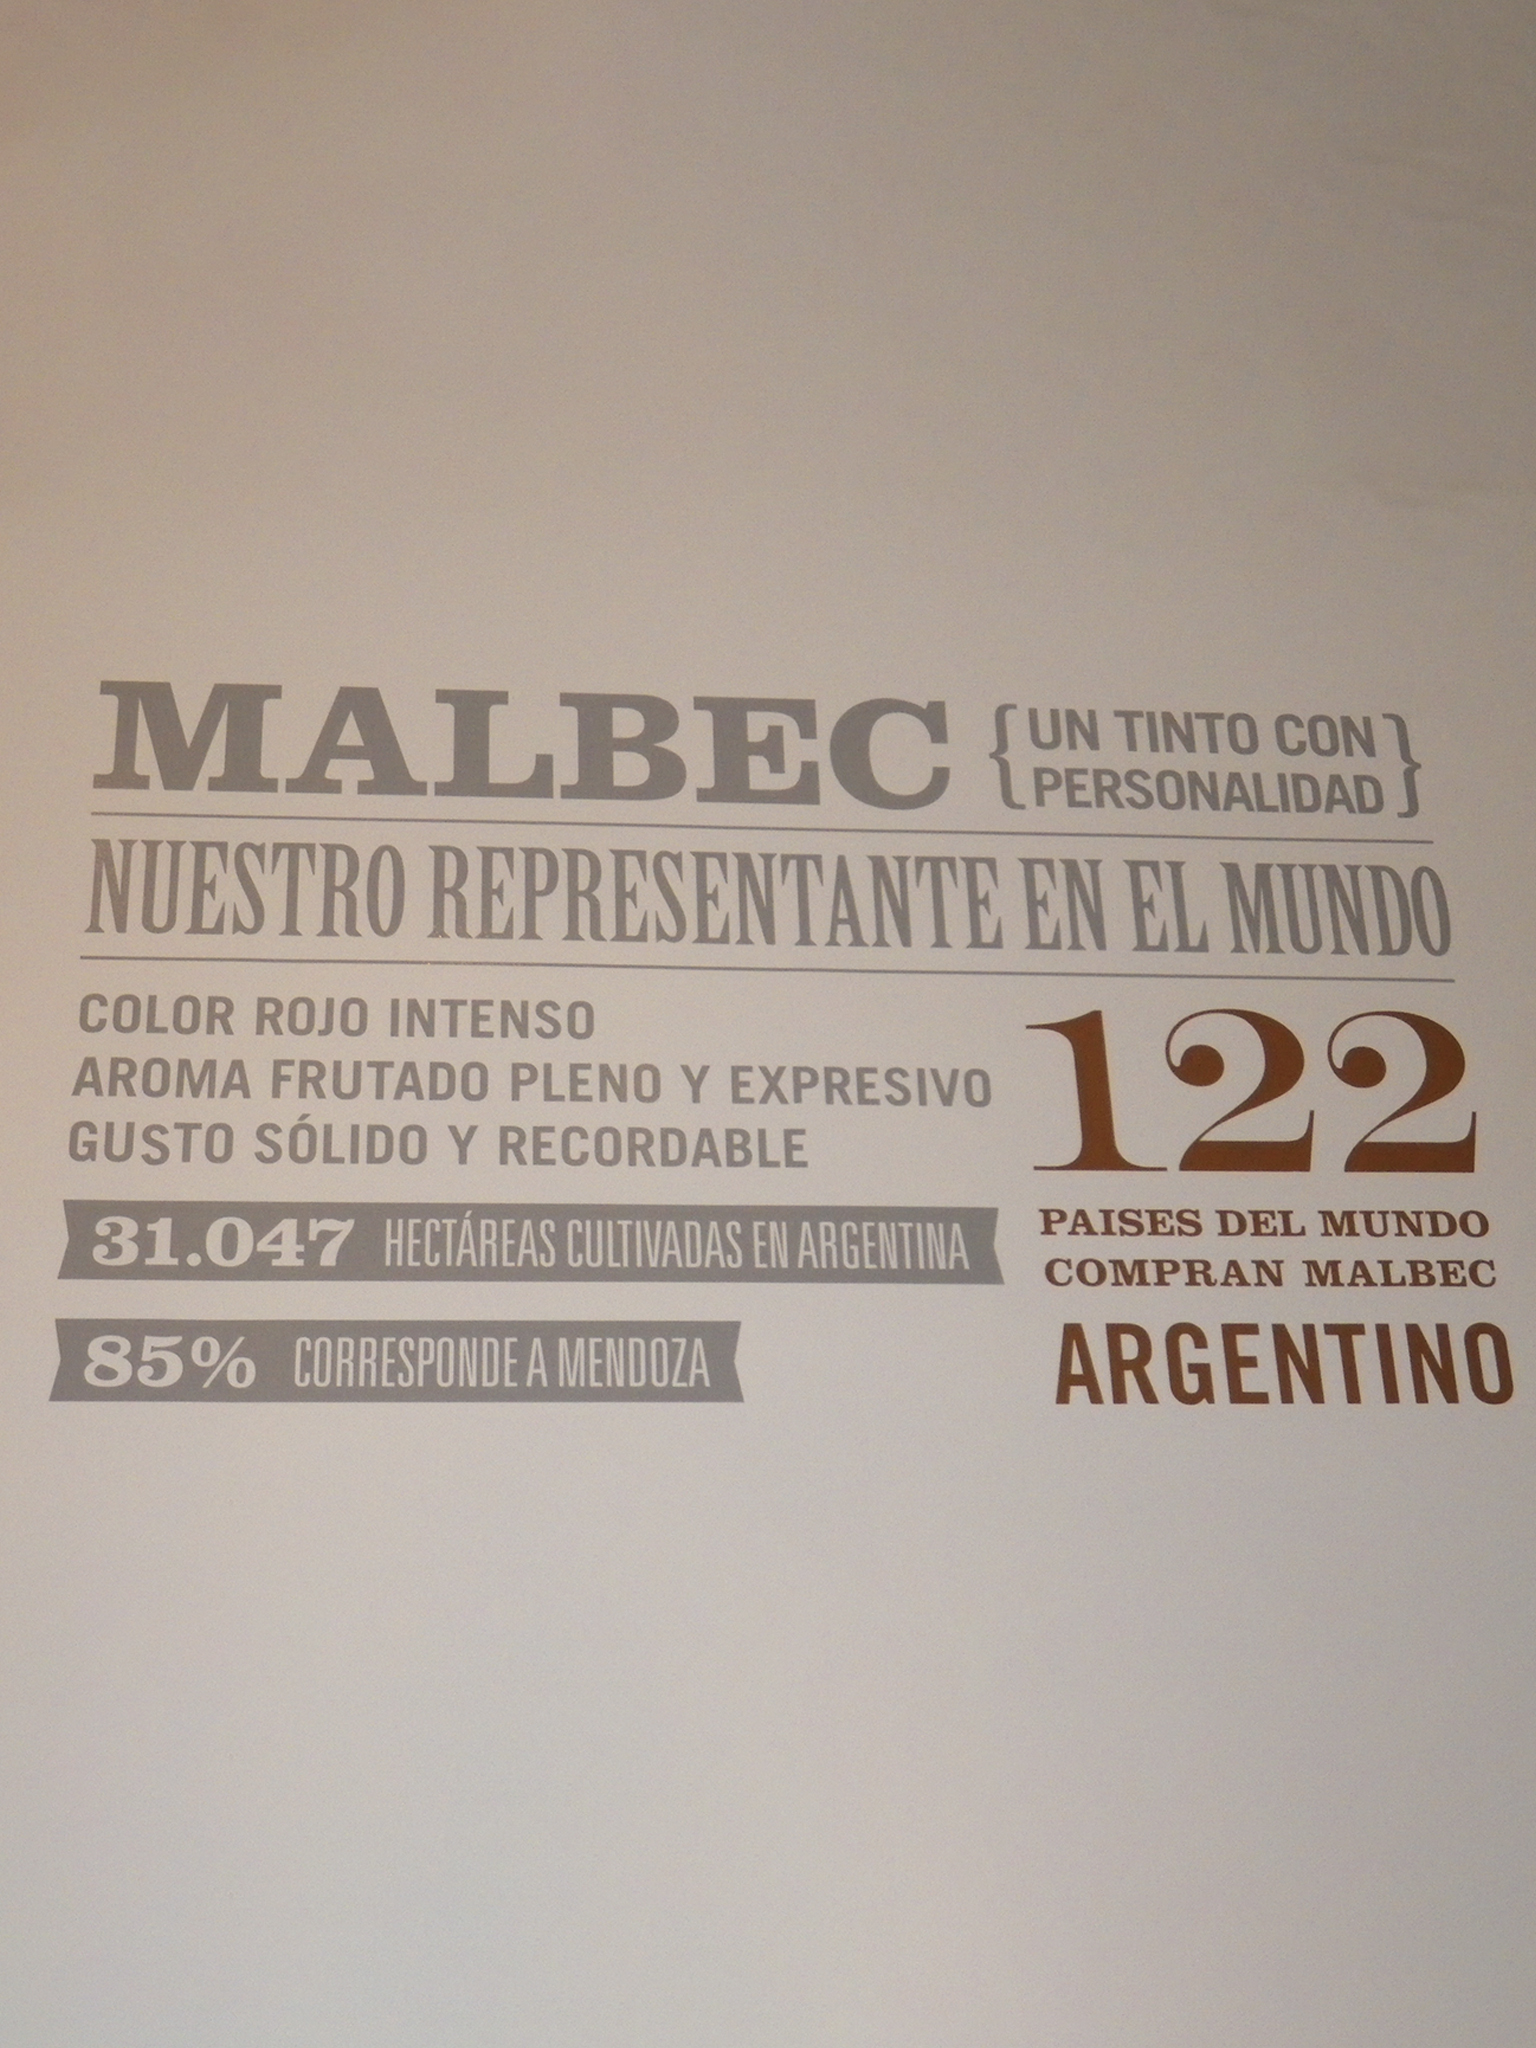 MALBEC {UN TINTO CON
PERSONALIDAD}
NUESTRO REPRESENTANTE EN EL MUNDO
COLOR ROJO INTENSO
AROMA FRUTADO PLENO Y EXPRESIVO
GUSTO SÓLIDO Y RECORDABLE
31.047 HECTÁREAS CULTIVADAS EN ARGENTINA
85% CORRESPONDE A MENDOZA
122
PAISES DEL MUNDO
COMPRAN MALBEC
ARGENTINO